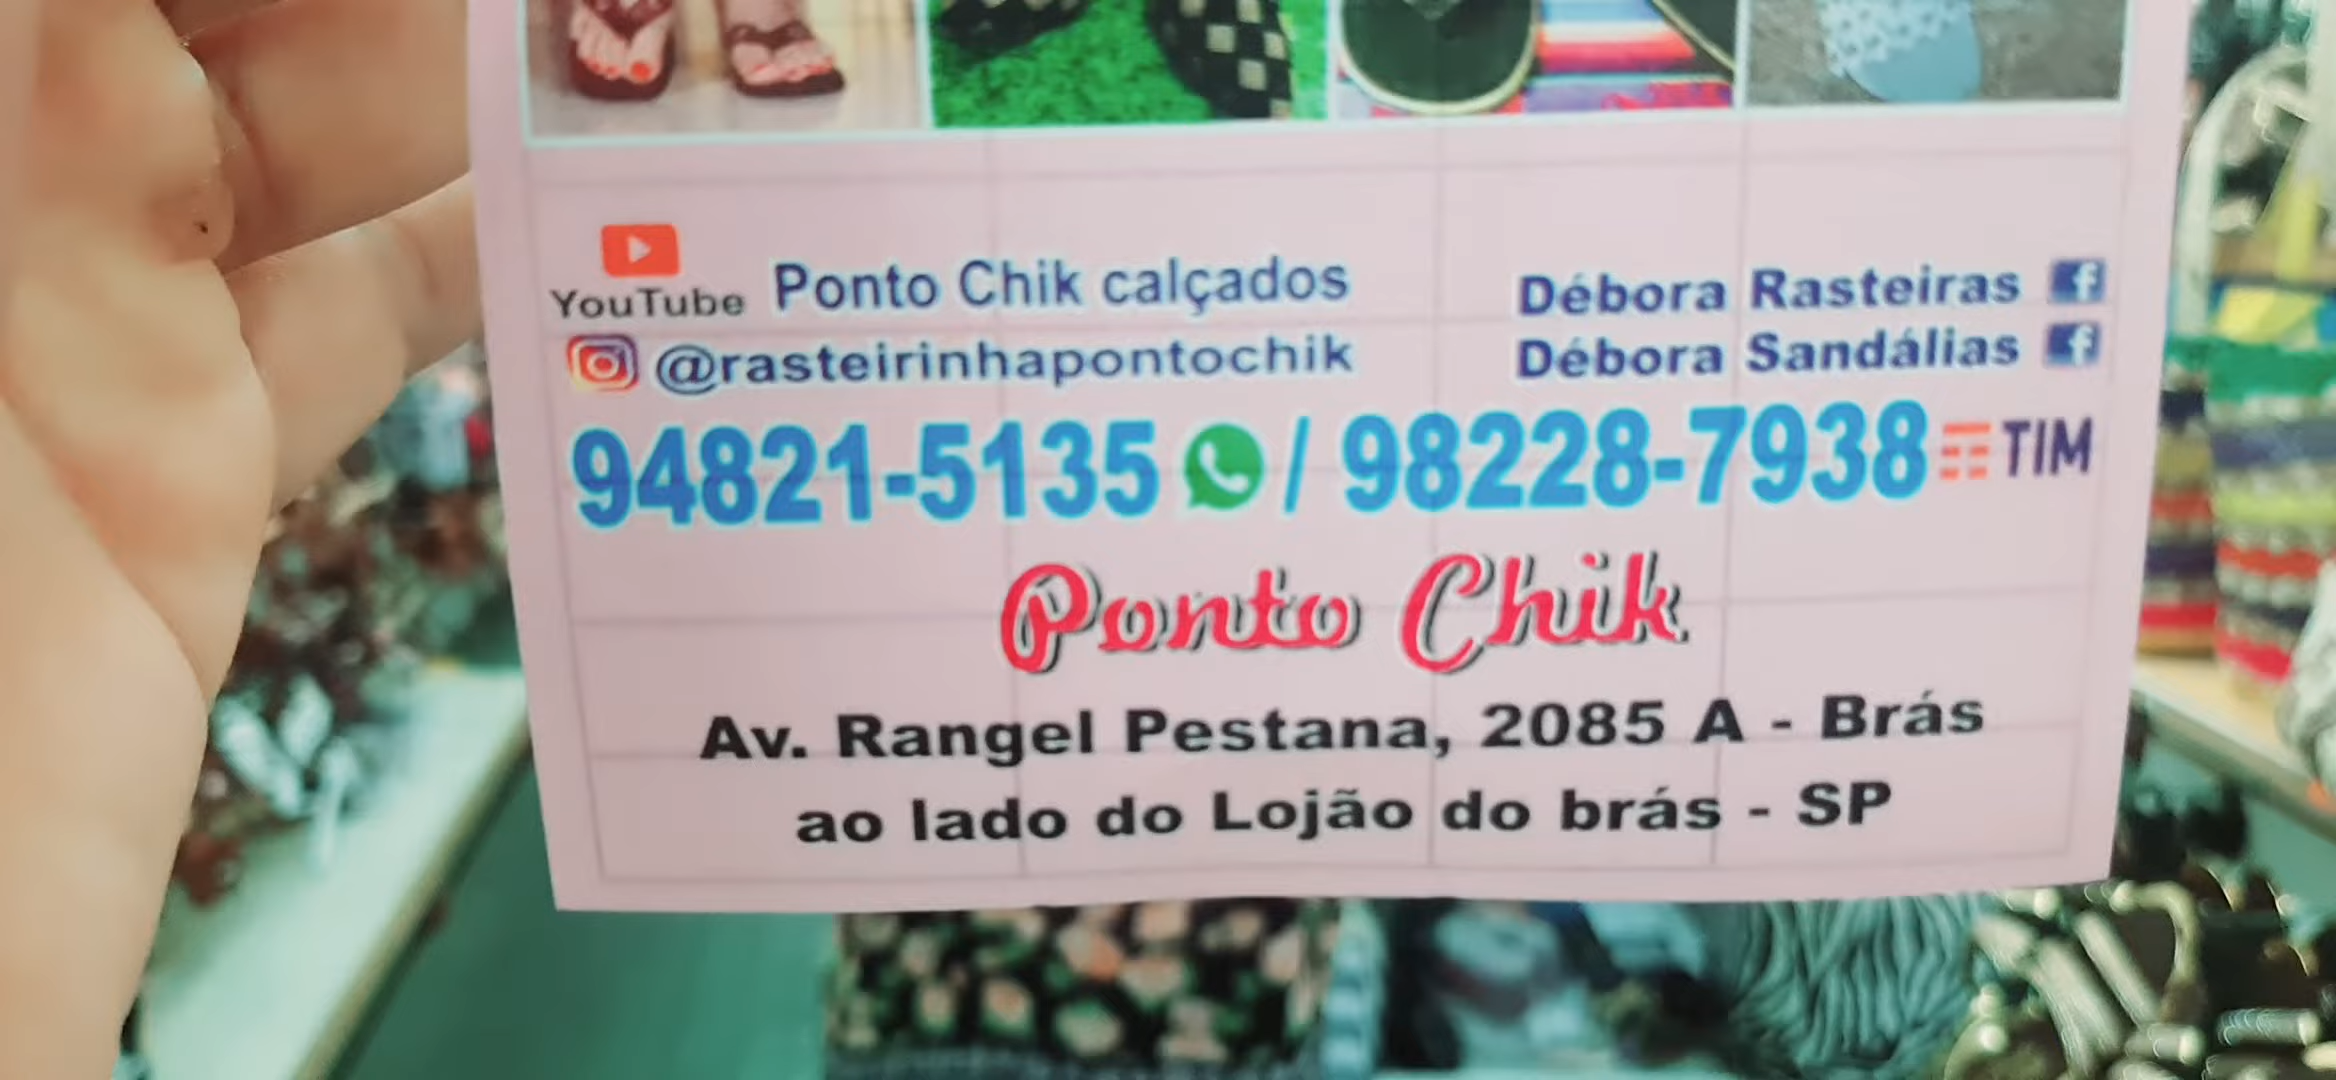 YouTube Ponto Chik calçados
@rasteirinhapontochik
Débora Rasteiras
Débora Sandálias
94821-5135 / 98228-7938 TIM
Ponto Chik
Av. Rangel Pestana, 2085 A - Brás
ao lado do Lojão do brás - SP